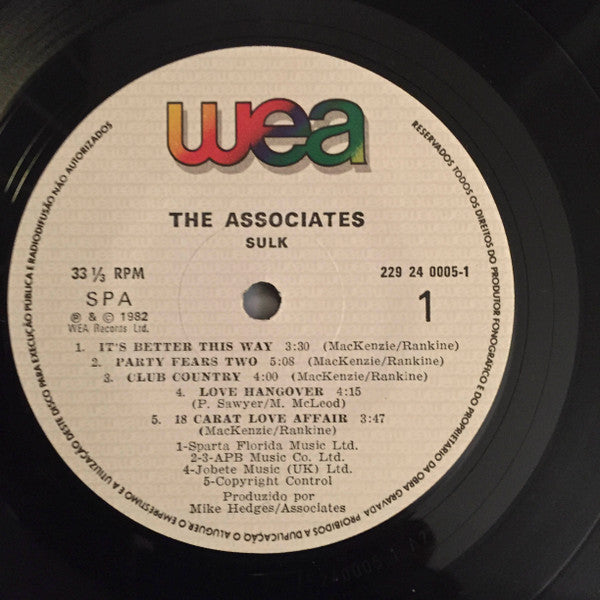 wea
THE ASSOCIATES
SULK
33 ⅓ RPM
229 24 0005-1
SPA
1
℗ & © 1982
WEA Records Ltd.
1. IT'S BETTER THIS WAY 3:30 (MacKenzie/Rankine)
2. PARTY FEARS TWO 5:08 (MacKenzie/Rankine)
3. CLUB COUNTRY 4:00 (MacKenzie/Rankine)
4. LOVE HANGOVER 4:15
(P. Sawyer/M. McLeod)
5. 18 CARAT LOVE AFFAIR 3:47
(MacKenzie/Rankine)
1-Sparta Florida Music Ltd.
2-3-APB Music Co. Ltd.
4-Jobete Music (UK) Ltd.
5-Copyright Control
Produzido por
Mike Hedges/Associates
RESERVADOS TODOS OS DIREITOS DO PRODUTOR FONOGRÁFICO E DO PROPRIETÁRIO DA OBRA GRAVADA PROIBIDOS A DUPLICAÇÃO O ALUGUER O EMPRESTIMO E A UTILIZAÇÃO DESTE DISCO PARA EXECUÇÃO PUBLICA E RADIODIFUSÃO NÃO AUTORIZADOS